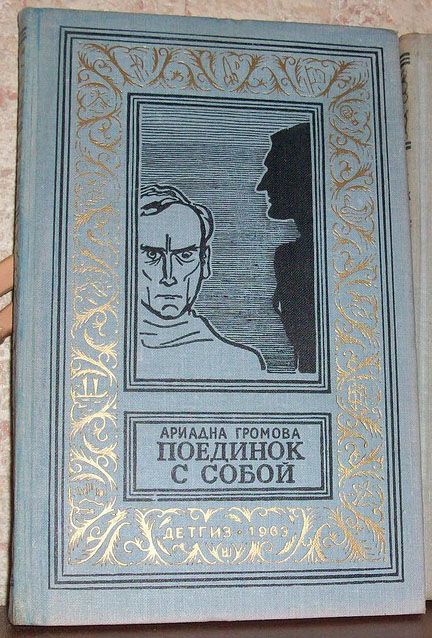 АРИАДНА ГРОМОВА
ПОЕДИНОК
С СОБОЙ
ДЕТГИЗ • 1963